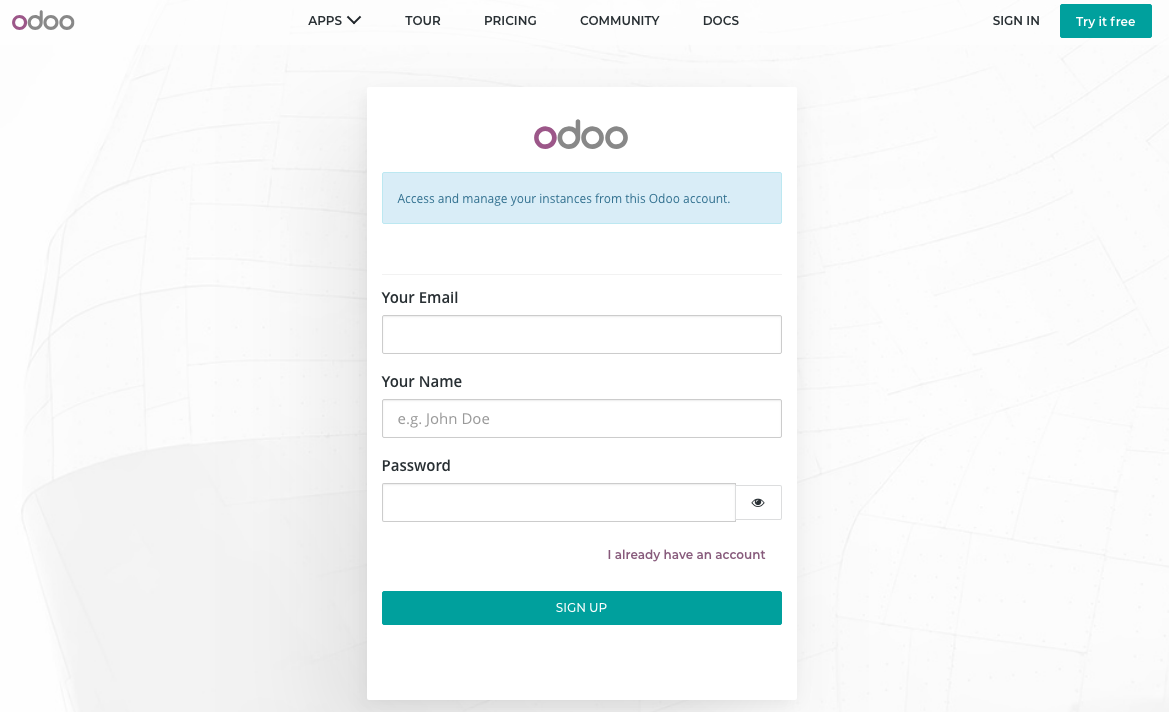 odoo APPS TOUR PRICING COMMUNITY DOCS SIGN IN Try it free
odoo
Access and manage your instances from this Odoo account.
Your Email
Your Name
e.g. John Doe
Password
I already have an account
SIGN UP